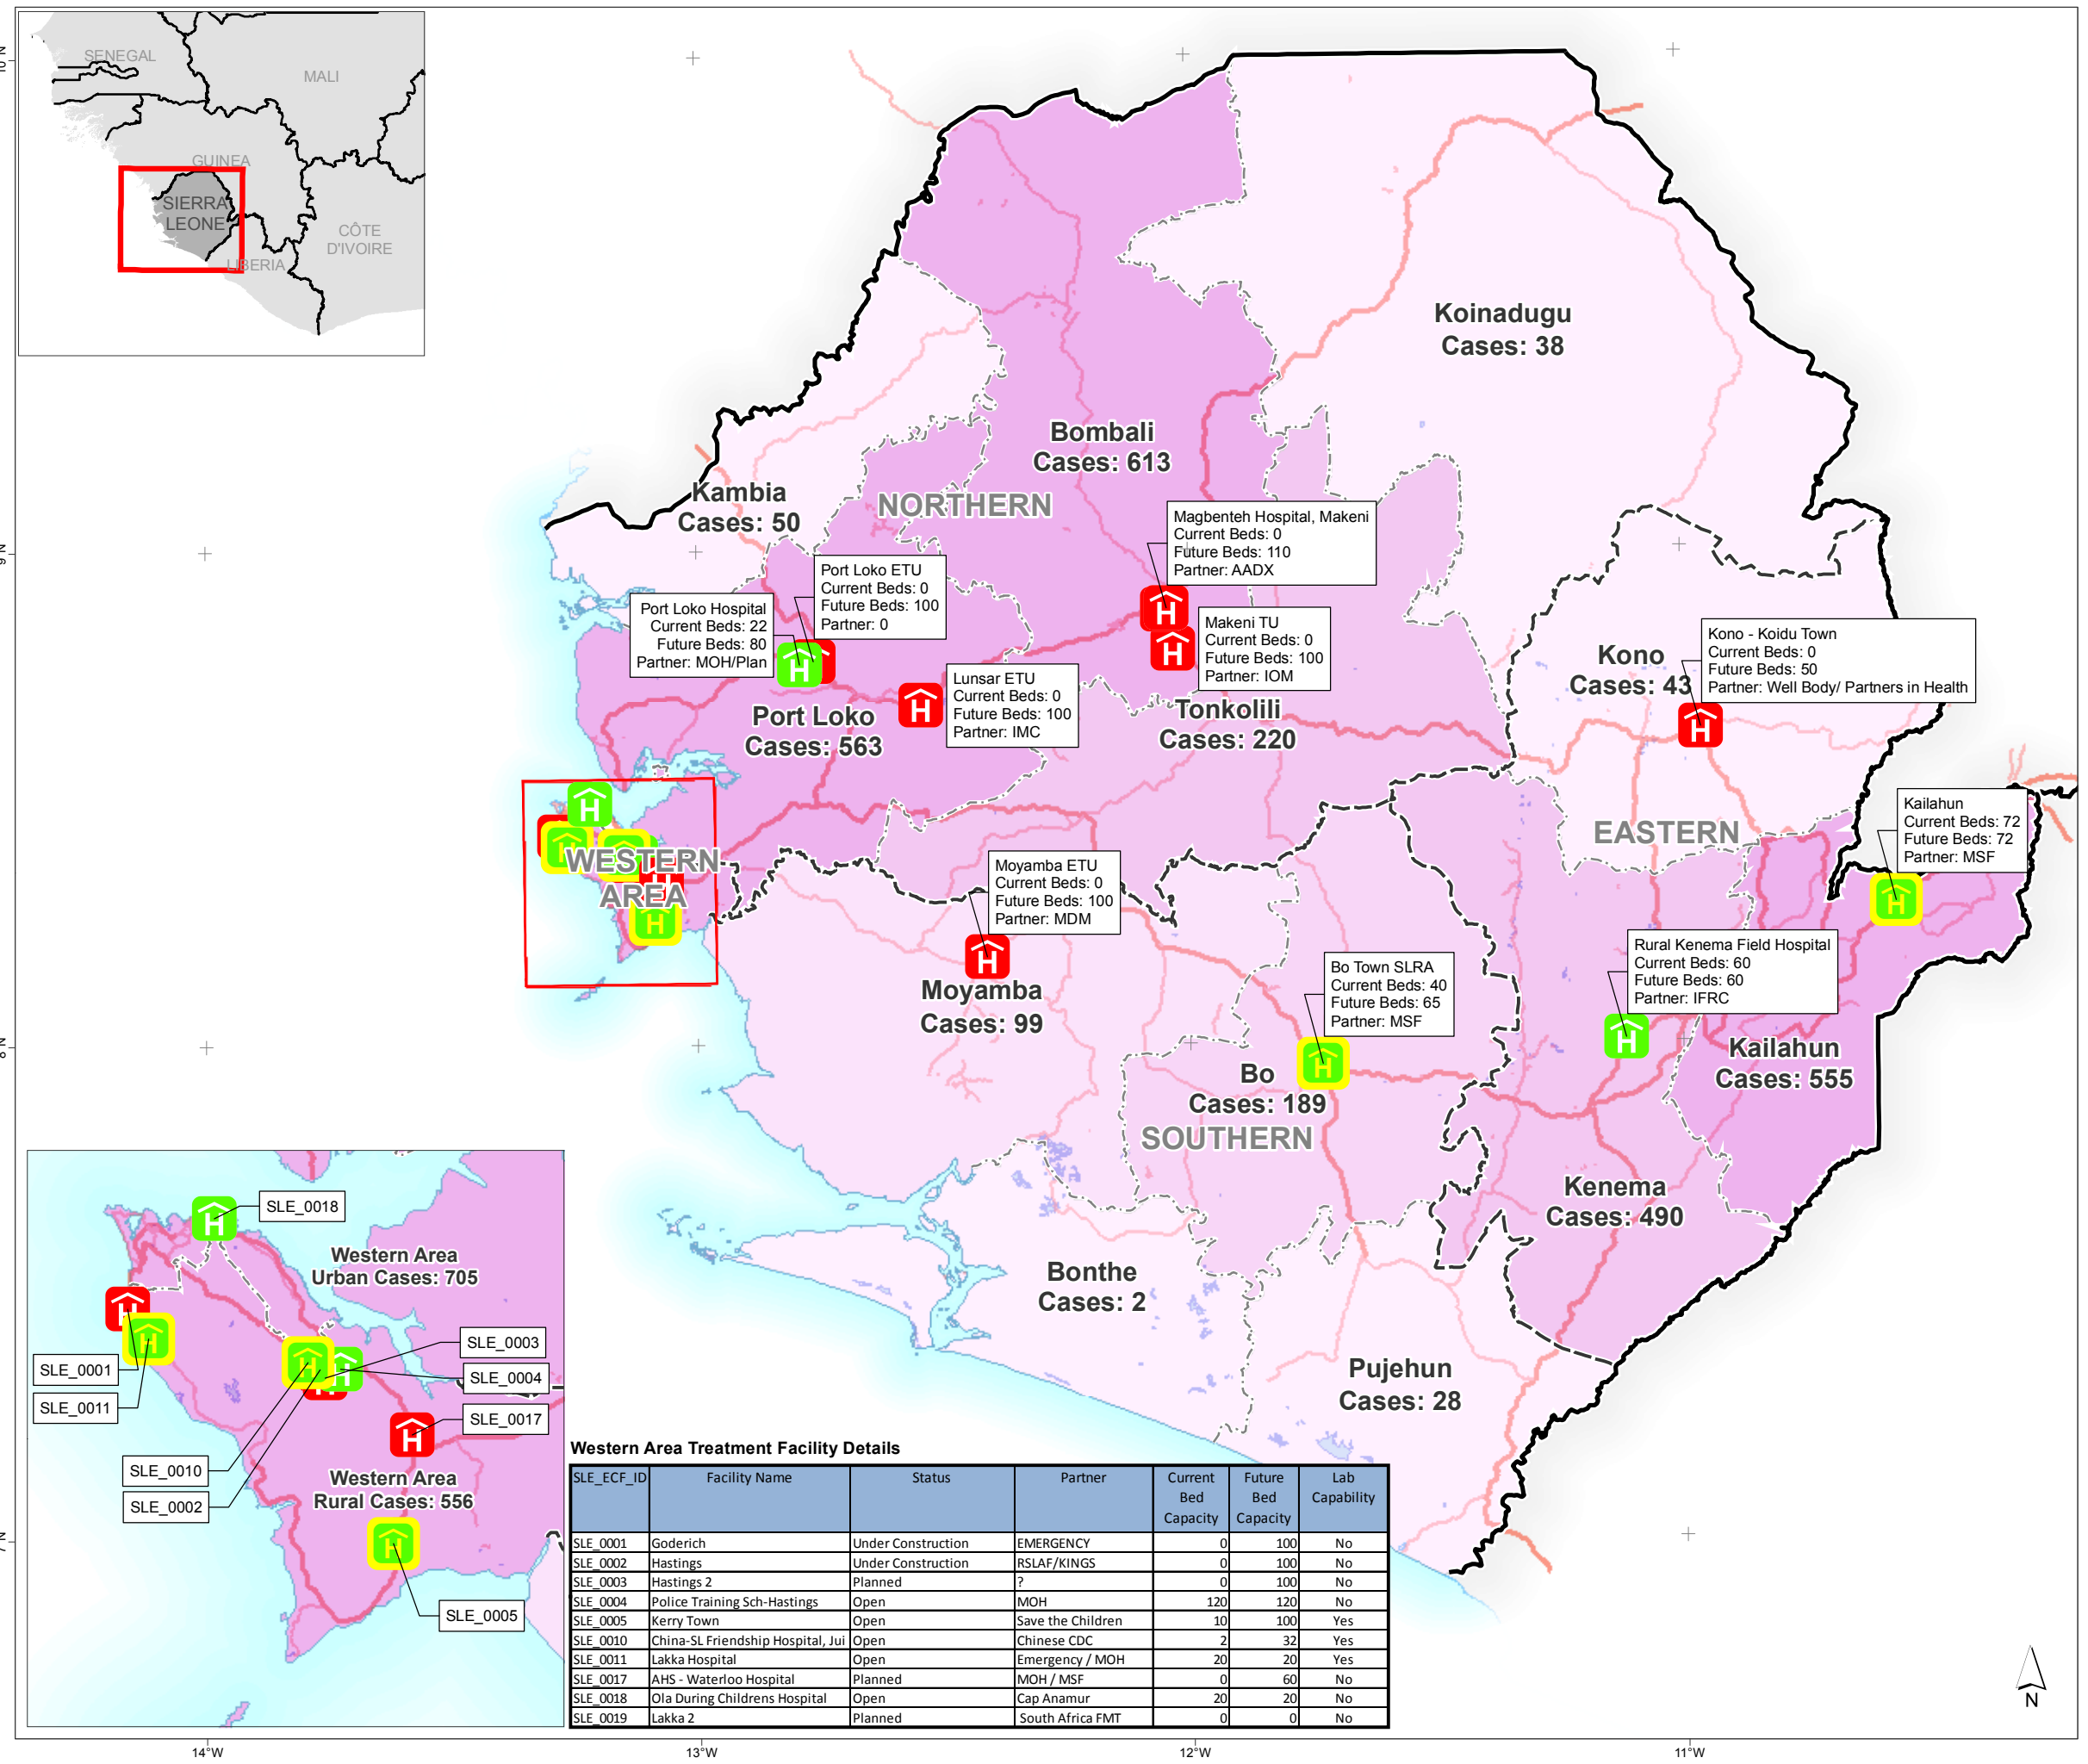 SENEGAL
MALI
GUINEA
SIERRA
LEONE
CÔTE
D'IVOIRE
LIBERIA
Koinadugu
Cases: 38
Bombali
Cases: 613
Kambia
Cases: 50
NORTHERN
Magbenteh Hospital, Makeni
Current Beds: 0
Future Beds: 110
Partner: AADX
Port Loko ETU
Current Beds: 0
Future Beds: 100
Partner: 0
Port Loko Hospital
Current Beds: 22
Future Beds: 80
Partner: MOH/Plan
Makeni TU
Current Beds: 0
Future Beds: 100
Partner: IOM
Kono - Koidu Town
Current Beds: 0
Future Beds: 50
Partner: Well Body/ Partners in Health
Kono
Cases: 43
Lunsar ETU
Current Beds: 0
Future Beds: 100
Partner: IMC
Port Loko
Cases: 563
Tonkolili
Cases: 220
Kailahun
Current Beds: 72
Future Beds: 72
Partner: MSF
EASTERN
WESTERN
AREA
Moyamba ETU
Current Beds: 0
Future Beds: 100
Partner: MDM
Moyamba
Cases: 99
Rural Kenema Field Hospital
Current Beds: 60
Future Beds: 60
Partner: IFRC
Bo Town SLRA
Current Beds: 40
Future Beds: 65
Partner: MSF
Kailahun
Cases: 555
Bo
Cases: 189
SOUTHERN
Kenema
Cases: 490
Bonthe
Cases: 2
Pujehun
Cases: 28
H
H
H
H
H
H
H
H
H
H
SLE_0018
Western Area
Urban Cases: 705
SLE_0003
SLE_0001
SLE_0004
SLE_0011
SLE_0017
SLE_0010
Western Area
Rural Cases: 556
SLE_0002
SLE_0005
Western Area Treatment Facility Details
SLE_ECF_ID Facility Name Status Partner Current Bed Capacity Future Bed Capacity Lab Capability
SLE_0001 Goderich Under Construction EMERGENCY 0 100 No
SLE_0002 Hastings Under Construction RSLAF/KINGS 0 100 No
SLE_0003 Hastings 2 Planned ? 0 100 No
SLE_0004 Police Training Sch-Hastings Open MOH 120 120 No
SLE_0005 Kerry Town Open Save the Children 10 100 Yes
SLE_0010 China-SL Friendship Hospital, Jui Open Chinese CDC 2 32 Yes
SLE_0011 Lakka Hospital Open Emergency / MOH 20 20 Yes
SLE_0017 AHS - Waterloo Hospital Planned MOH / MSF 0 60 No
SLE_0018 Ola During Childrens Hospital Open Cap Anamur 20 20 No
SLE_0019 Lakka 2 Planned South Africa FMT 0 0 No
N
14°W
13°W
12°W
11°W